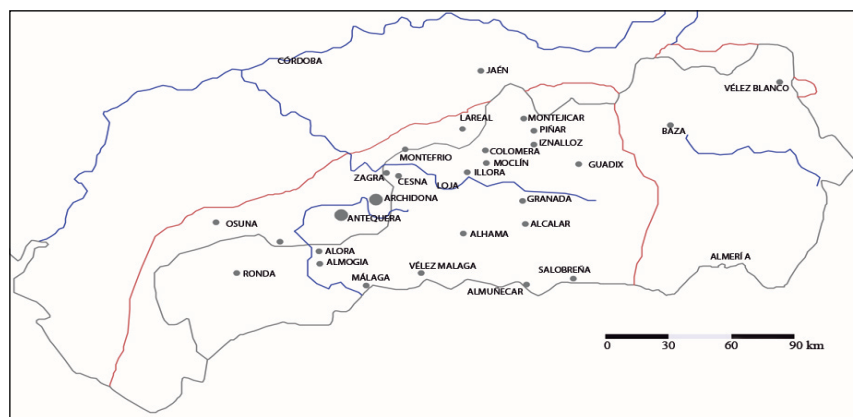 CÓRDOBA
JAÉN
VÉLEZ BLANCO
LAREAL
MONTEJICAR
PIÑAR
BAZA
IZNALLOZ
MONTEFRIO
COLOMERA
MOCLÍN
GUADIX
ZAGRA
CESNA
LOJA
ILLORA
ARCHIDONA
GRANADA
ANTEQUERA
OSUNA
ALCALAR
ALHAMA
ALORA
ALMERÍA
ALMOGIA
RONDA
VÉLEZ MALAGA
SALOBREÑA
MÁLAGA
ALMUÑECAR
0 30 60 90 km